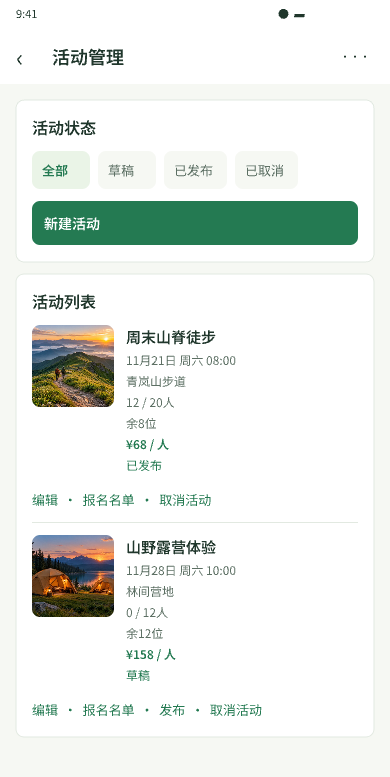 9:41
‹ 活动管理 ···
活动状态
全部 草稿 已发布 已取消
新建活动
活动列表
周末山脊徒步
11月21日 周六 08:00
青岚山步道
12 / 20人
余8位
¥68 / 人
已发布
编辑 · 报名名单 · 取消活动
山野露营体验
11月28日 周六 10:00
林间营地
0 / 12人
余12位
¥158 / 人
草稿
编辑 · 报名名单 · 发布 · 取消活动